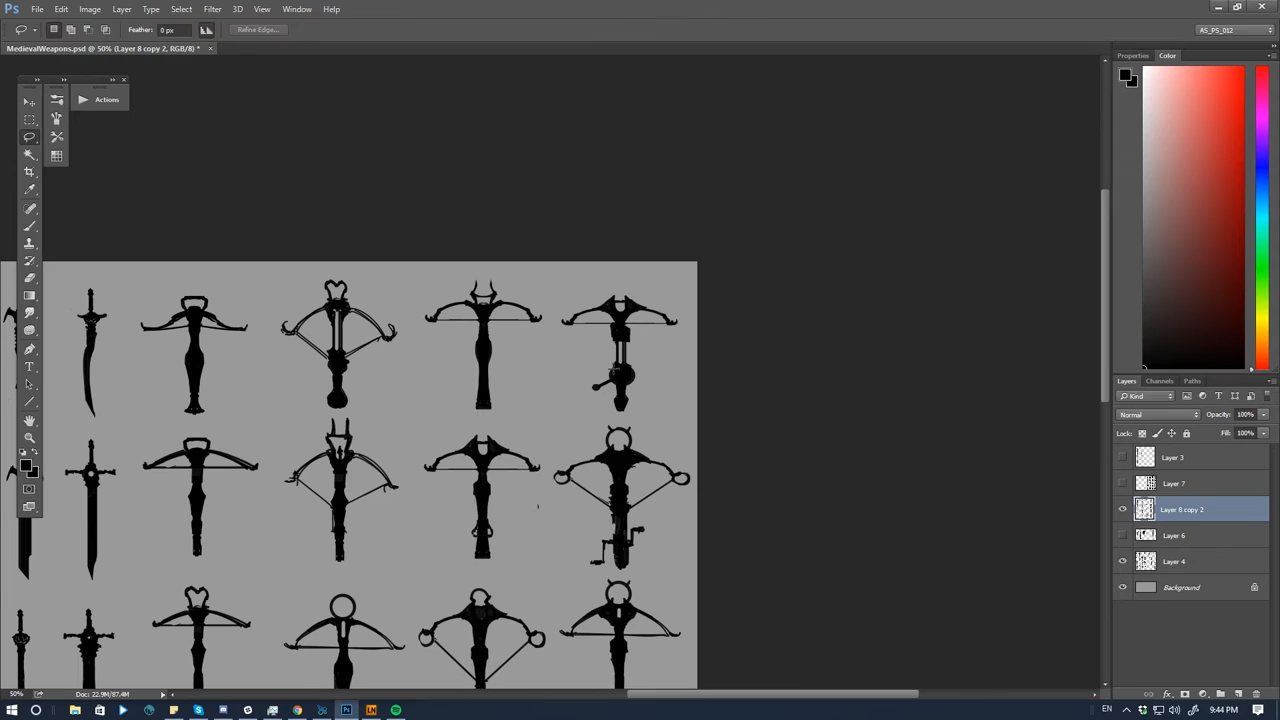 Ps File Edit Image Layer Type Select Filter 3D View Window Help
Feather: 0 px Refine Edge... AS_PS_012
MedievalWeapons.psd @ 50% (Layer 8 copy 2, RGB/8) *
Properties Color
Actions
Layers Channels Paths
Kind
Normal Opacity: 100%
Lock: Fill: 100%
Layer 3
Layer 7
Layer 8 copy 2
Layer 6
Layer 4
Background
50% Doc: 22.9M/87.4M
EN 9:44 PM